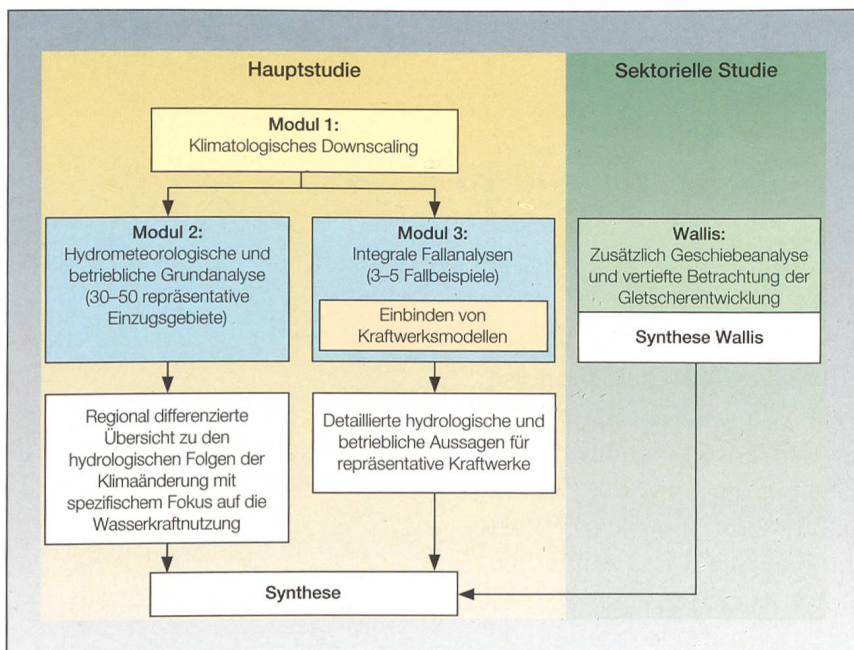 Hauptstudie
Sektorielle Studie
Modul 1:
Klimatologisches Downscaling
Modul 2:
Hydrometeorologische und
betriebliche Grundanalyse
(30–50 repräsentative
Einzugsgebiete)
Modul 3:
Integrale Fallanalysen
(3–5 Fallbeispiele)
Einbinden von
Kraftwerksmodellen
Wallis:
Zusätzlich Geschiebeanalyse
und vertiefte Betrachtung der
Gletscherentwicklung
Synthese Wallis
Regional differenzierte
Übersicht zu den
hydrologischen Folgen der
Klimaänderung mit
spezifischem Fokus auf die
Wasserkraftnutzung
Detaillierte hydrologische und
betriebliche Aussagen für
repräsentative Kraftwerke
Synthese